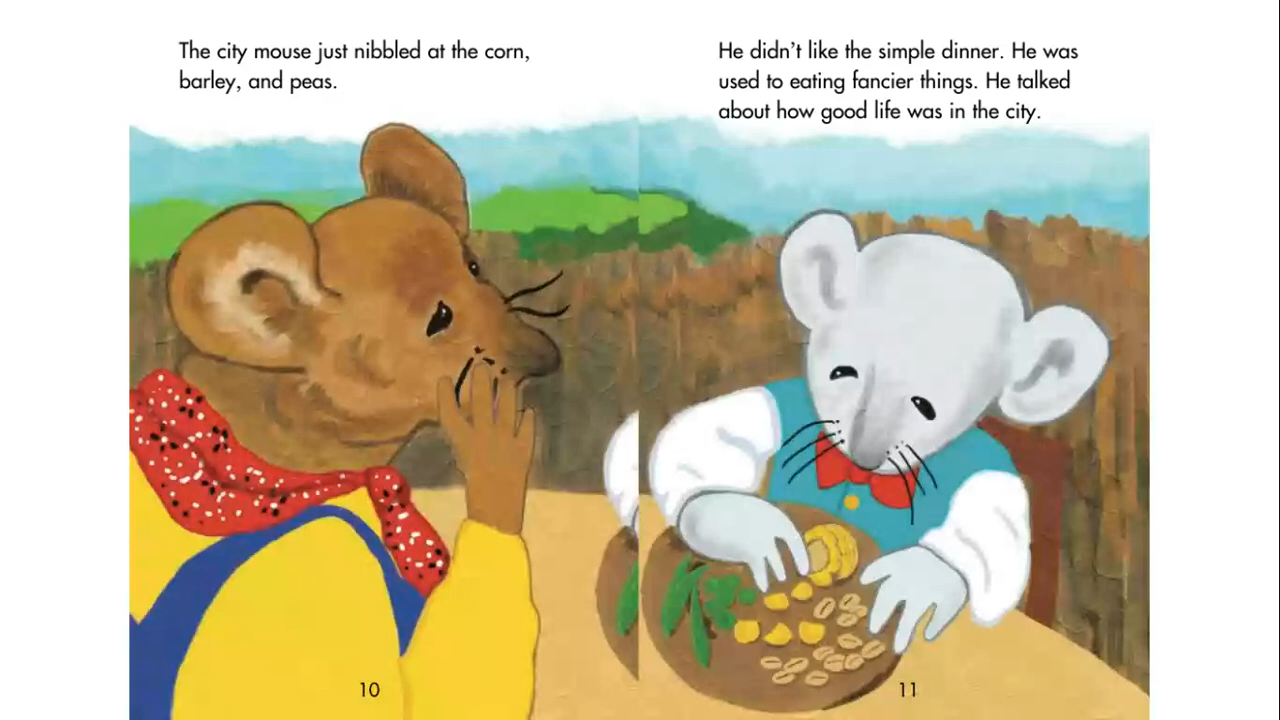 The city mouse just nibbled at the corn,
barley, and peas.
He didn’t like the simple dinner. He was
used to eating fancier things. He talked
about how good life was in the city.
10
11